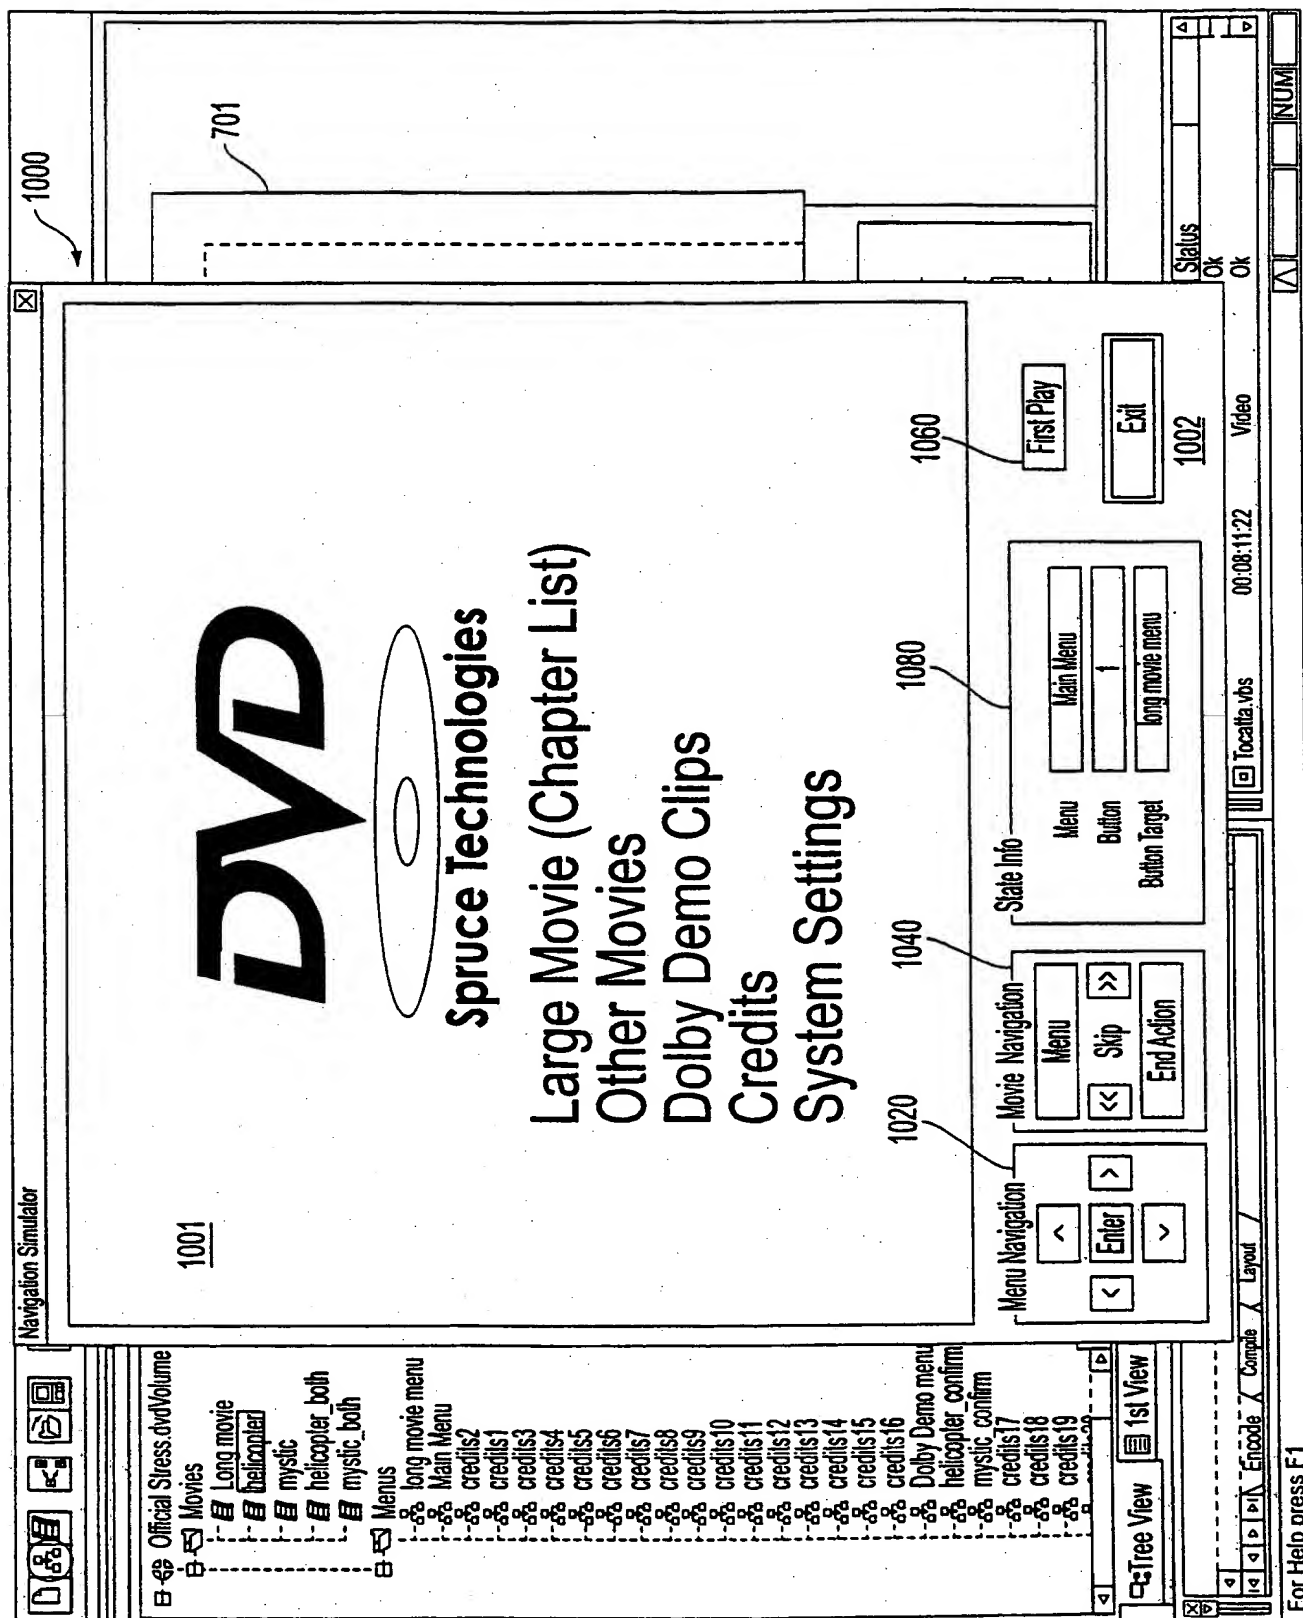 1000
701
Navigation Simulator
Official Stress.dvdVolume
Movies
Long movie
helicopter
mystic
helicopter_both
mystic_both
Menus
long movie menu
Main Menu
credits2
credits1
credits3
credits4
credits5
credits6
credits7
credits8
credits9
credits10
credits11
credits12
credits13
credits14
credits15
credits16
Dolby Demo menu
helicopter_confirm
mystic_confirm
credits17
credits18
credits19
Tree View
1st View
1001
DVD
Spruce Technologies
Large Movie (Chapter List)
Other Movies
Dolby Demo Clips
Credits
System Settings
1020
Menu Navigation
<
^
Enter
v
>
1040
Movie Navigation
Menu
<< Skip >>
End Action
1080
State Info
Menu Main Menu
Button 1
Button Target long movie menu
1060
First Play
Exit
1002
Encode
Compile
Layout
Tocatta.vbs 00:08:11:22 Video
Status
Ok
Ok
For Help press F1
NUM